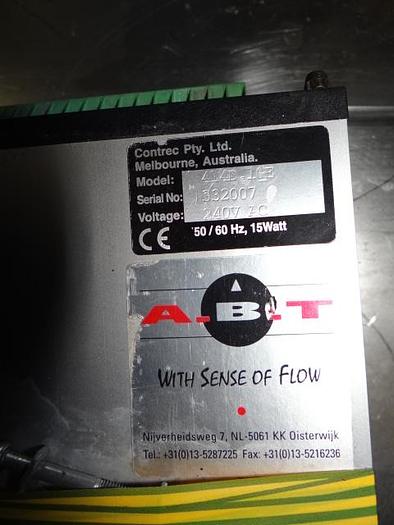 Contrec Pty. Ltd.
Melbourne, Australia.
Model:
Serial No: 332007
Voltage: 240V AC
CE 50 / 60 Hz, 15Watt
A.B.T
WITH SENSE OF FLOW
Nijverheidsweg 7, NL-5061 KK Oisterwijk
Tel.: +31(0)13-5287225 Fax: +31(0)13-5216236